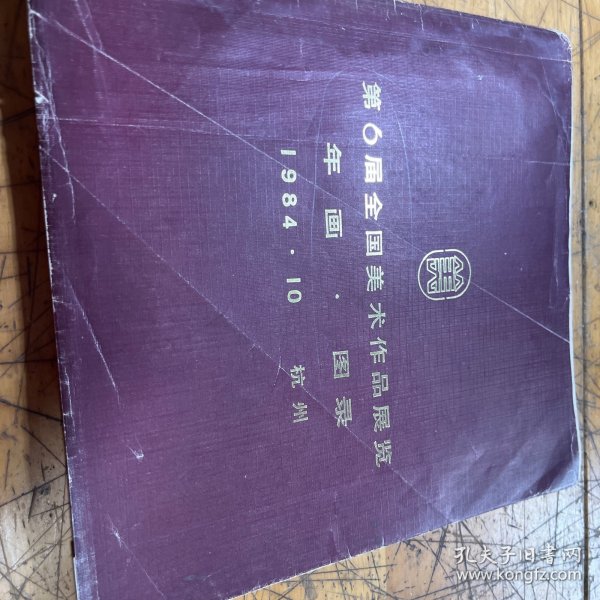 第6届全国美术作品展览
年画·图录
1984·10 杭州
孔夫子旧书网
www.kongfz.com